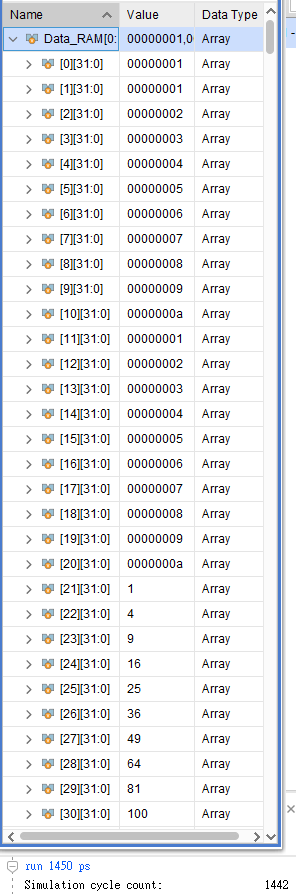 Name Value Data Type
Data_RAM[0: 00000001,0 Array
[0][31:0] 00000001 Array
[1][31:0] 00000001 Array
[2][31:0] 00000002 Array
[3][31:0] 00000003 Array
[4][31:0] 00000004 Array
[5][31:0] 00000005 Array
[6][31:0] 00000006 Array
[7][31:0] 00000007 Array
[8][31:0] 00000008 Array
[9][31:0] 00000009 Array
[10][31:0] 0000000a Array
[11][31:0] 00000001 Array
[12][31:0] 00000002 Array
[13][31:0] 00000003 Array
[14][31:0] 00000004 Array
[15][31:0] 00000005 Array
[16][31:0] 00000006 Array
[17][31:0] 00000007 Array
[18][31:0] 00000008 Array
[19][31:0] 00000009 Array
[20][31:0] 0000000a Array
[21][31:0] 1 Array
[22][31:0] 4 Array
[23][31:0] 9 Array
[24][31:0] 16 Array
[25][31:0] 25 Array
[26][31:0] 36 Array
[27][31:0] 49 Array
[28][31:0] 64 Array
[29][31:0] 81 Array
[30][31:0] 100 Array
run 1450 ps
Simulation cycle count: 1442